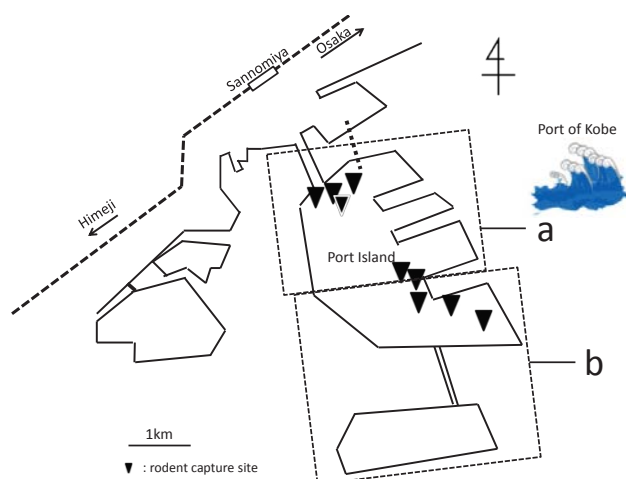 Osaka
Sannomiya
Port of Kobe
Himeji
a
Port Island
b
1km
: rodent capture site